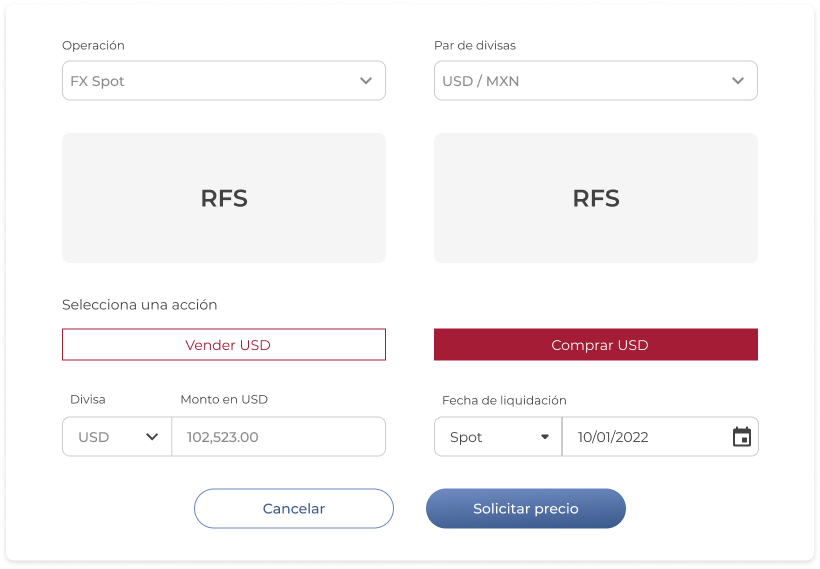 Operación
Par de divisas
FX Spot
USD / MXN
RFS
RFS
Selecciona una acción
Vender USD
Comprar USD
Divisa
Monto en USD
Fecha de liquidación
USD
102,523.00
Spot
10/01/2022
Cancelar
Solicitar precio